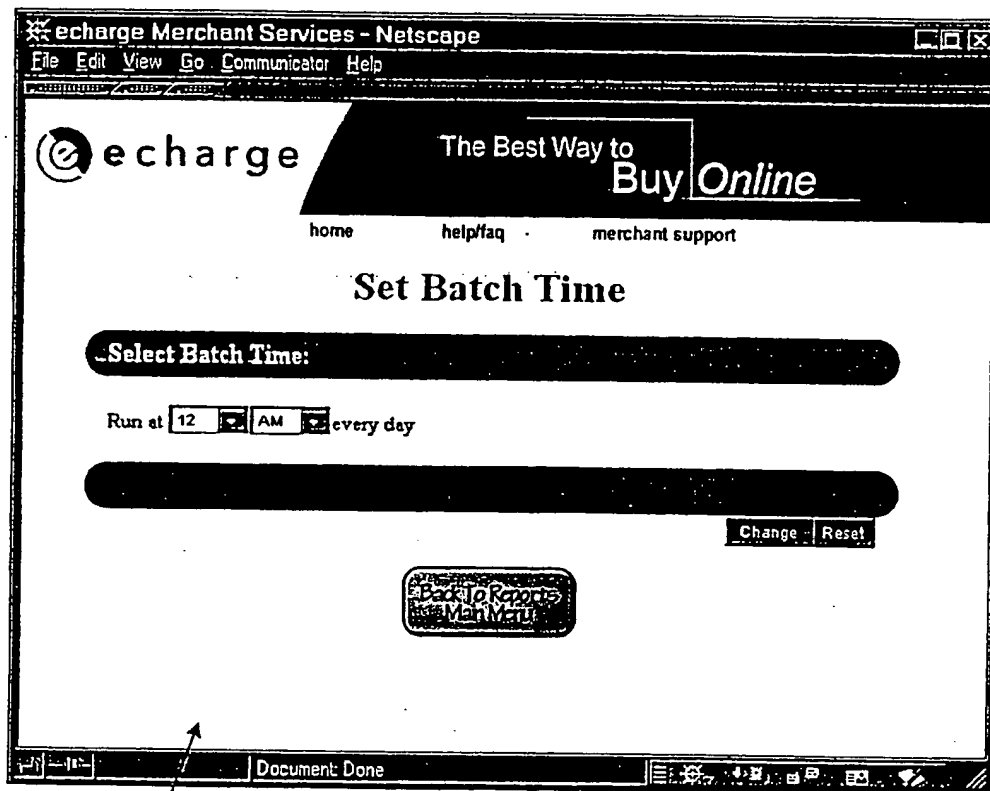 echarge Merchant Services - Netscape
File Edit View Go Communicator Help
echarge
The Best Way to
Buy Online
home help/faq merchant support
Set Batch Time
Select Batch Time:
Run at 12 AM every day
Change Reset
Back To Reports
Main Menu
Document: Done